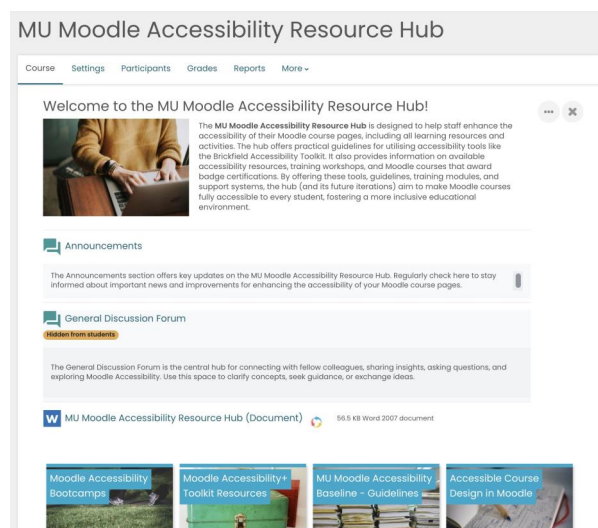 MU Moodle Accessibility Resource Hub
Course Settings Participants Grades Reports More
Welcome to the MU Moodle Accessibility Resource Hub!
The MU Moodle Accessibility Resource Hub is designed to help staff enhance the
accessibility of their Moodle course pages, including all learning resources and
activities. The hub offers practical guidelines for utilising accessibility tools like
the Brickfield Accessibility Toolkit. It also provides information on available
accessibility resources, training workshops, and Moodle courses that award
badge certifications. By offering these tools, guidelines, training modules, and
support systems, the hub (and its future iterations) aim to make Moodle courses
fully accessible to every student, fostering a more inclusive educational
environment.
Announcements
The Announcements section offers key updates on the MU Moodle Accessibility Resource Hub. Regularly check here to stay
informed about important news and improvements for enhancing the accessibility of your Moodle course pages.
General Discussion Forum
Hidden from students
The General Discussion Forum is the central hub for connecting with fellow colleagues, sharing insights, asking questions, and
exploring Moodle Accessibility. Use this space to clarify concepts, seek guidance, or exchange ideas.
W MU Moodle Accessibility Resource Hub (Document) 56.5 KB Word 2007 document
Moodle Accessibility
Bootcamps
Moodle Accessibility+
Toolkit Resources
MU Moodle Accessibility
Baseline - Guidelines
Accessible Course
Design in Moodle